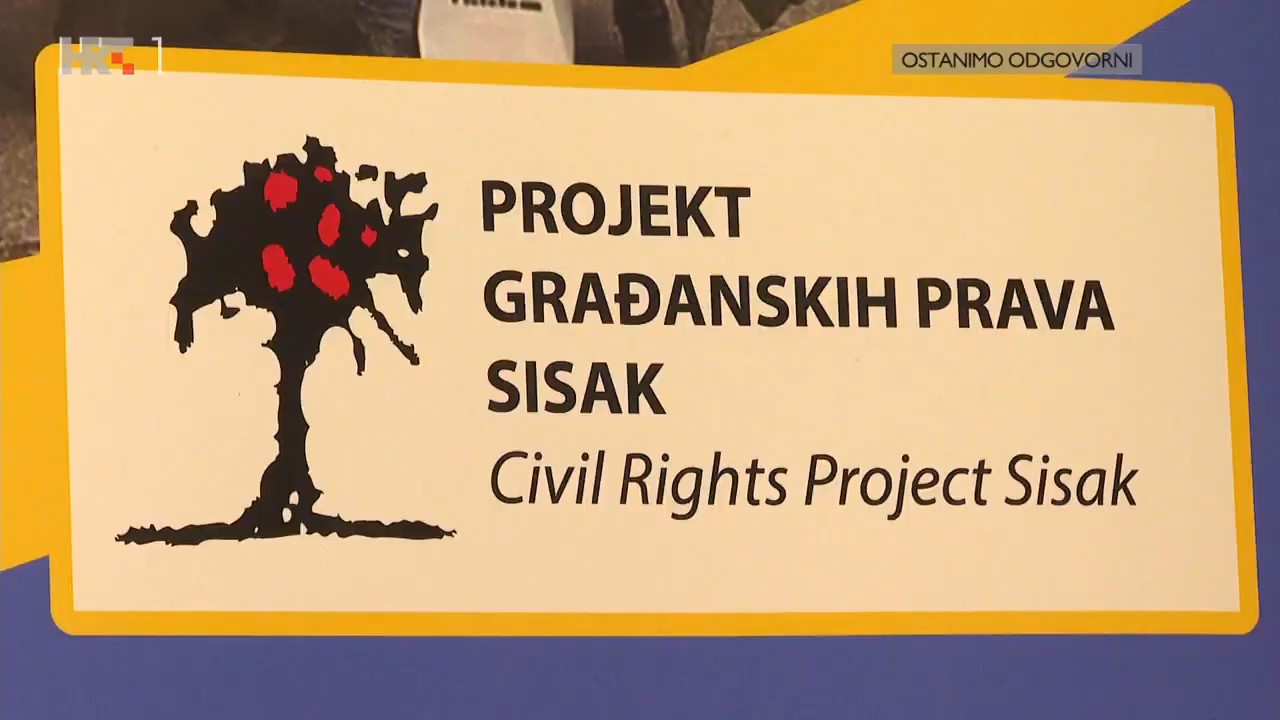 HRT 1
OSTANIMO ODGOVORNI
PROJEKT
GRAĐANSKIH PRAVA
SISAK
Civil Rights Project Sisak